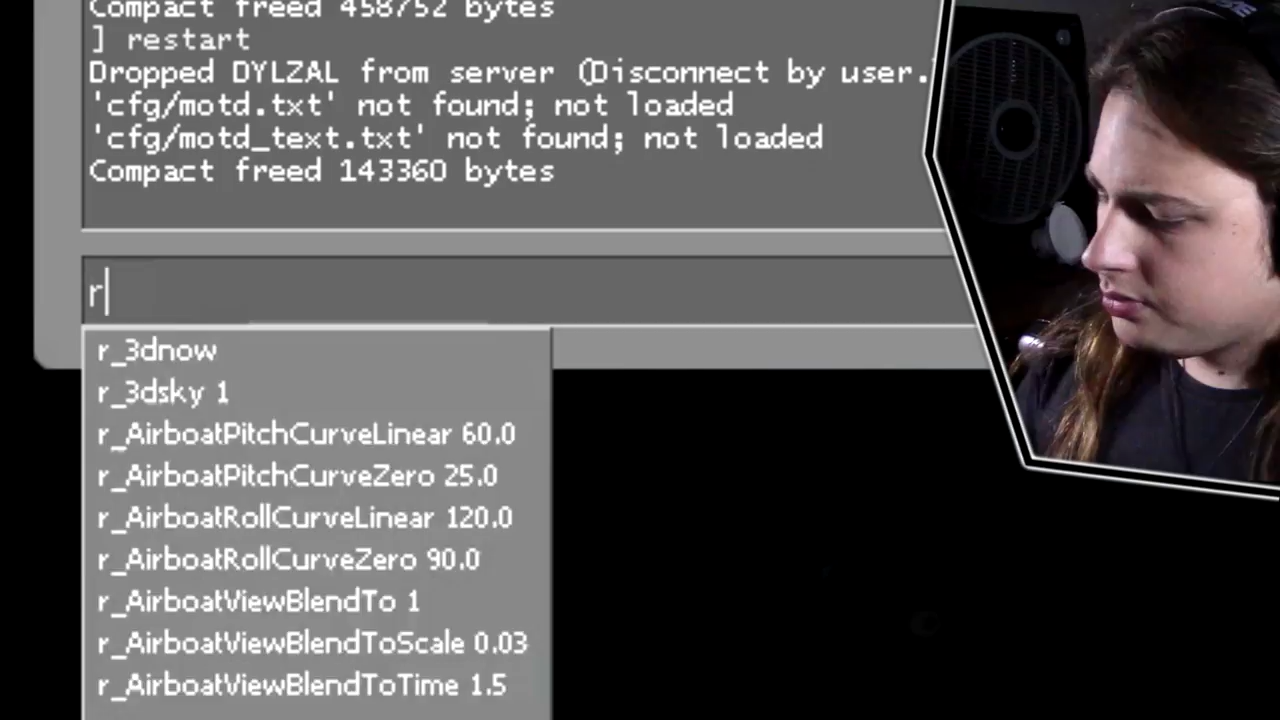 Compact freed 458752 bytes
] restart
Dropped DYLZAL from server (Disconnect by user.
'cfg/motd.txt' not found; not loaded
'cfg/motd_text.txt' not found; not loaded
Compact freed 143360 bytes
r
r_3dnow
r_3dsky 1
r_AirboatPitchCurveLinear 60.0
r_AirboatPitchCurveZero 25.0
r_AirboatRollCurveLinear 120.0
r_AirboatRollCurveZero 90.0
r_AirboatViewBlendTo 1
r_AirboatViewBlendToScale 0.03
r_AirboatViewBlendToTime 1.5